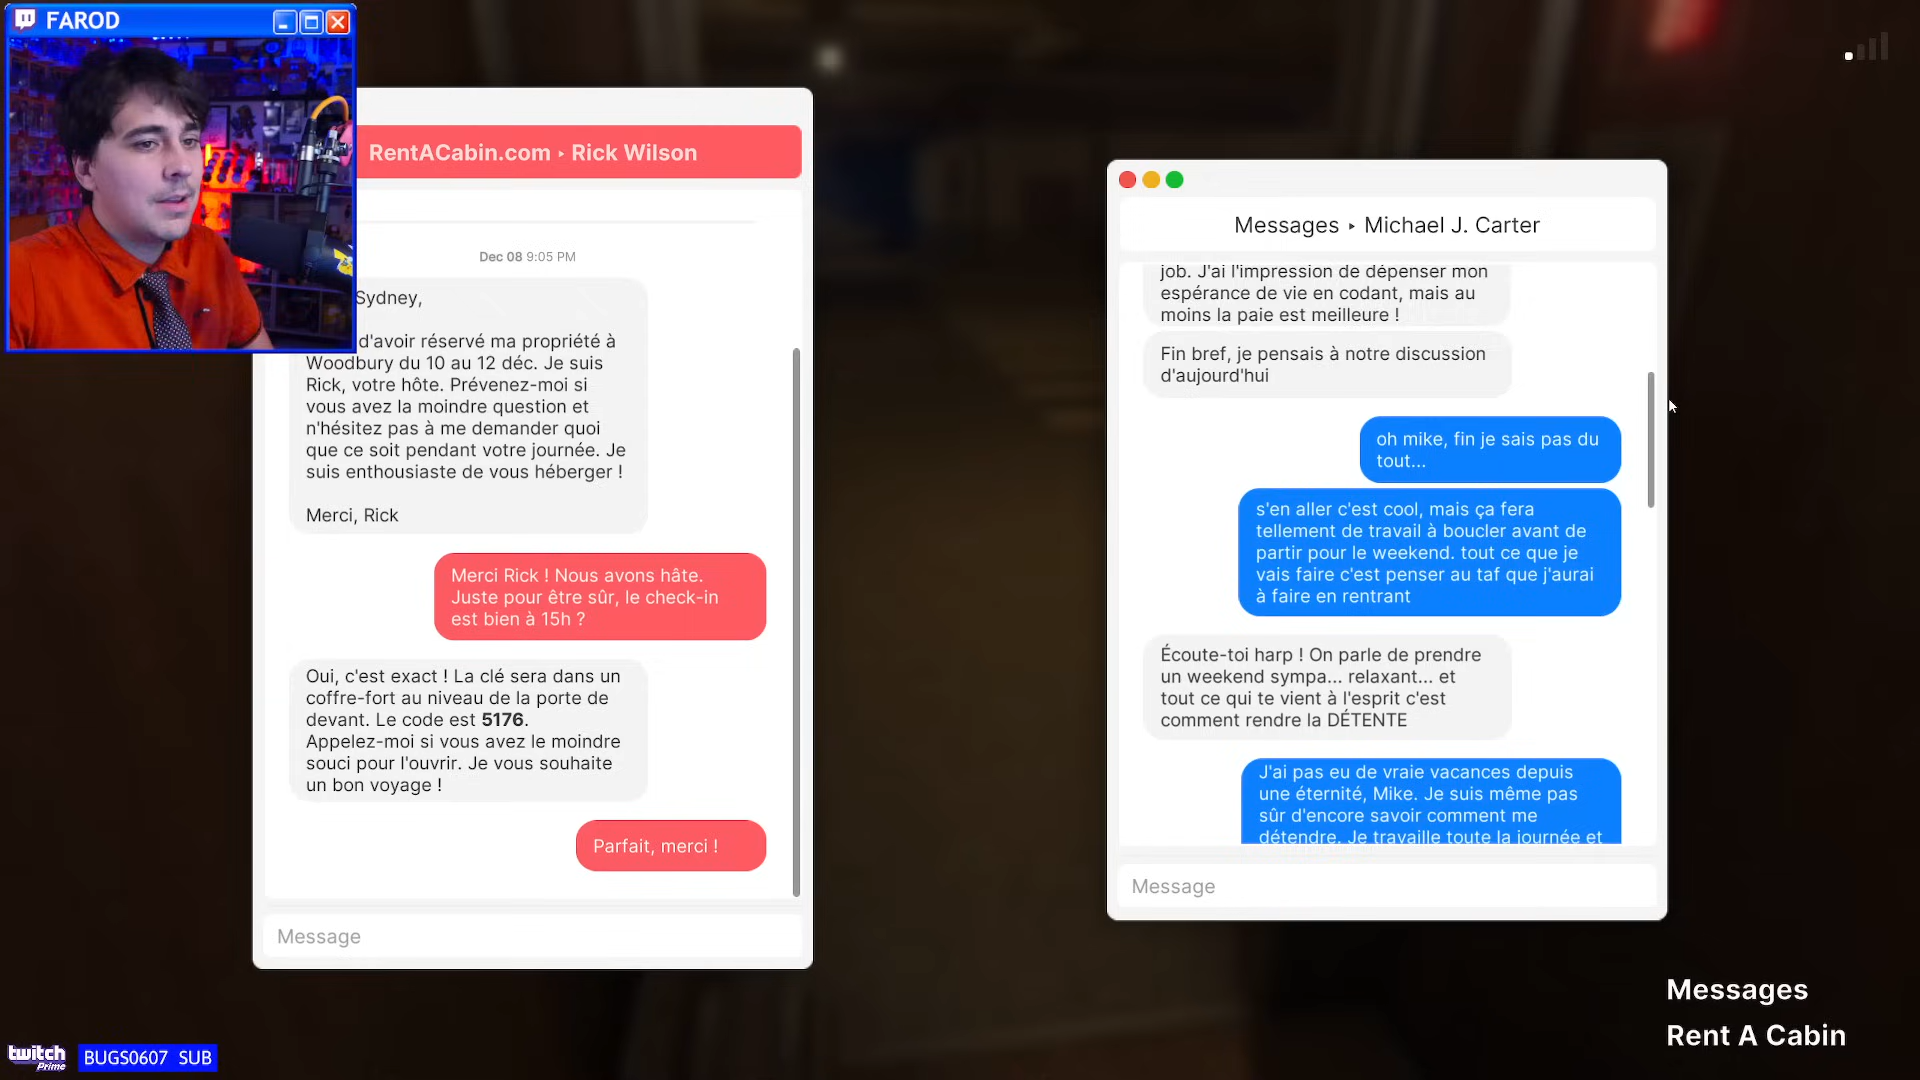 FAROD
RentACabin.com ‣ Rick Wilson
Dec 08 9:05 PM
Sydney,
d'avoir réservé ma propriété à
Woodbury du 10 au 12 déc. Je suis
Rick, votre hôte. Prévenez-moi si
vous avez la moindre question et
n'hésitez pas à me demander quoi
que ce soit pendant votre journée. Je
suis enthousiaste de vous héberger !
Merci, Rick
Merci Rick ! Nous avons hâte.
Juste pour être sûr, le check-in
est bien à 15h ?
Oui, c'est exact ! La clé sera dans un
coffre-fort au niveau de la porte de
devant. Le code est 5176.
Appelez-moi si vous avez le moindre
souci pour l'ouvrir. Je vous souhaite
un bon voyage !
Parfait, merci !
Message
Messages ‣ Michael J. Carter
job. J'ai l'impression de dépenser mon
espérance de vie en codant, mais au
moins la paie est meilleure !
Fin bref, je pensais à notre discussion
d'aujourd'hui
oh mike, fin je sais pas du
tout...
s'en aller c'est cool, mais ça fera
tellement de travail à boucler avant de
partir pour le weekend. tout ce que je
vais faire c'est penser au taf que j'aurai
à faire en rentrant
Écoute-toi harp ! On parle de prendre
un weekend sympa... relaxant... et
tout ce qui te vient à l'esprit c'est
comment rendre la DÉTENTE
J'ai pas eu de vraie vacances depuis
une éternité, Mike. Je suis même pas
sûr d'encore savoir comment me
détendre. Je travaille toute la journée et
Message
Messages
Rent A Cabin
twitch
Prime
BUGS0607 SUB